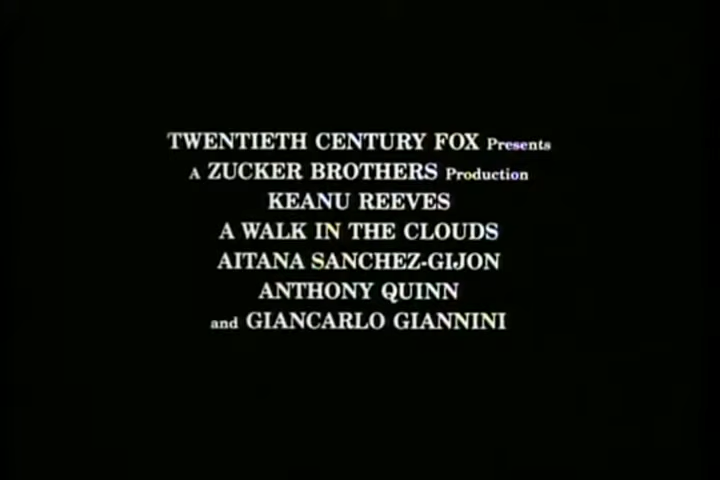 TWENTIETH CENTURY FOX Presents
A ZUCKER BROTHERS Production
KEANU REEVES
A WALK IN THE CLOUDS
AITANA SANCHEZ-GIJON
ANTHONY QUINN
and GIANCARLO GIANNINI